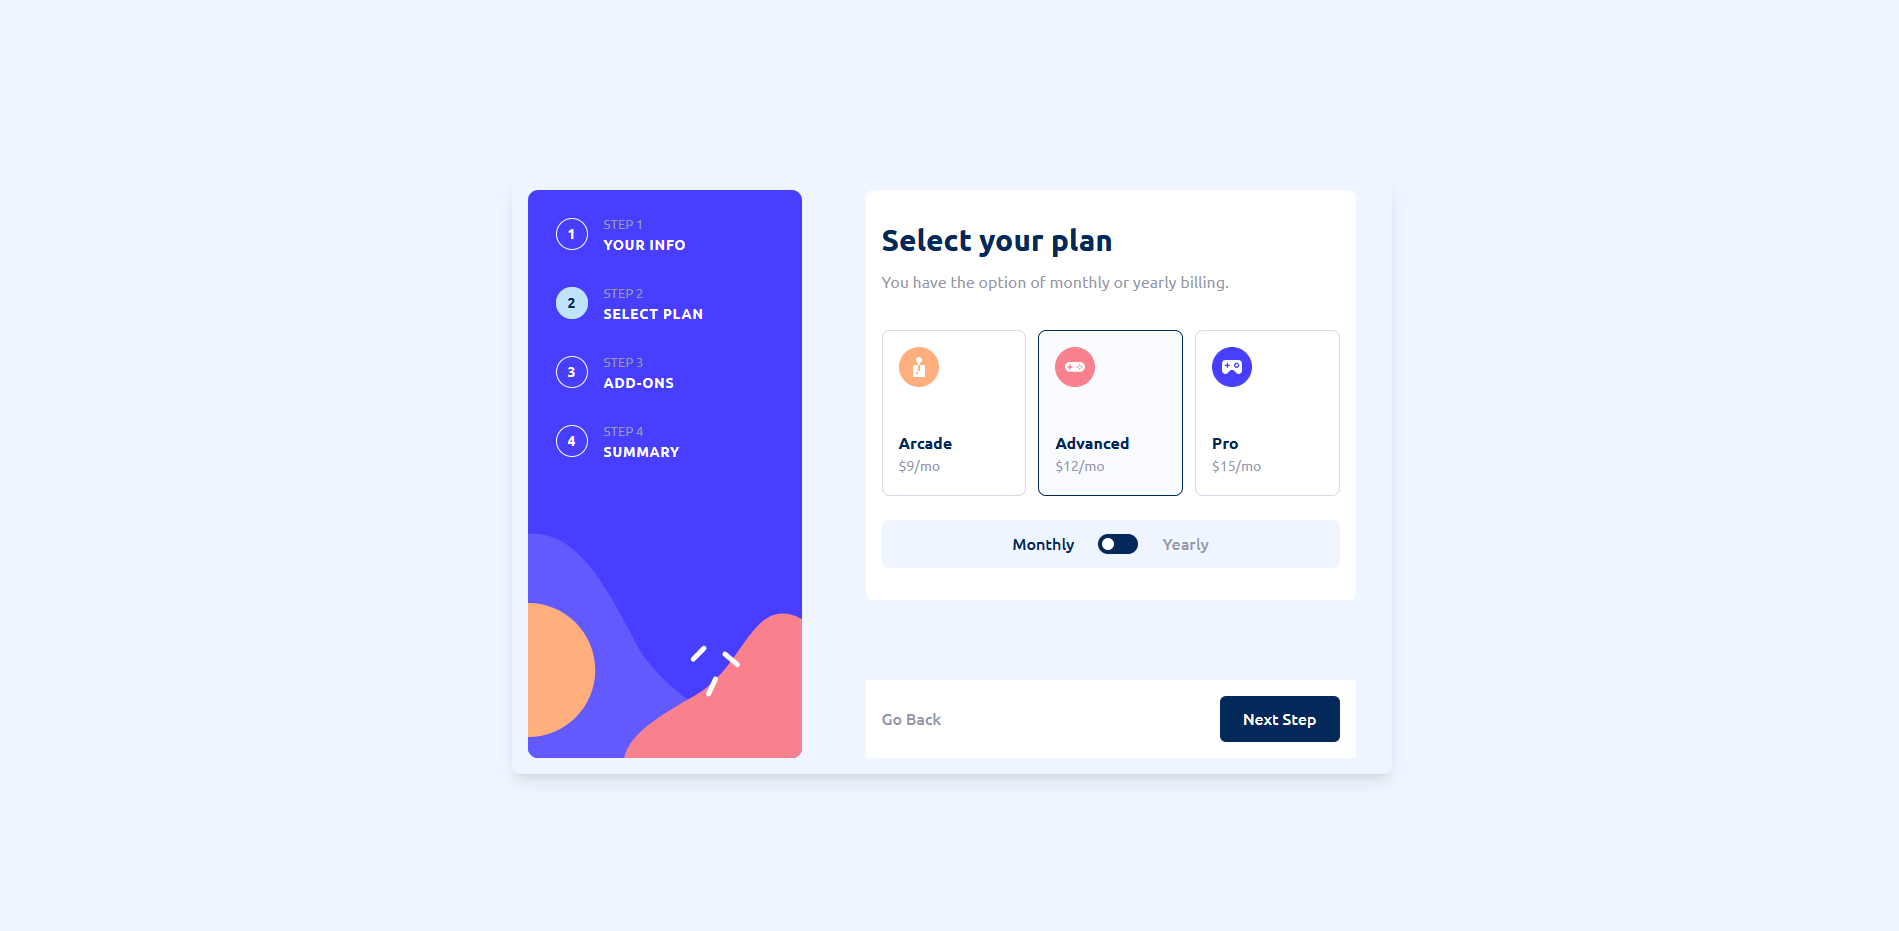 1
STEP 1
YOUR INFO
2
STEP 2
SELECT PLAN
3
STEP 3
ADD-ONS
4
STEP 4
SUMMARY
Select your plan
You have the option of monthly or yearly billing.
Arcade
$9/mo
Advanced
$12/mo
Pro
$15/mo
Monthly
Yearly
Go Back
Next Step